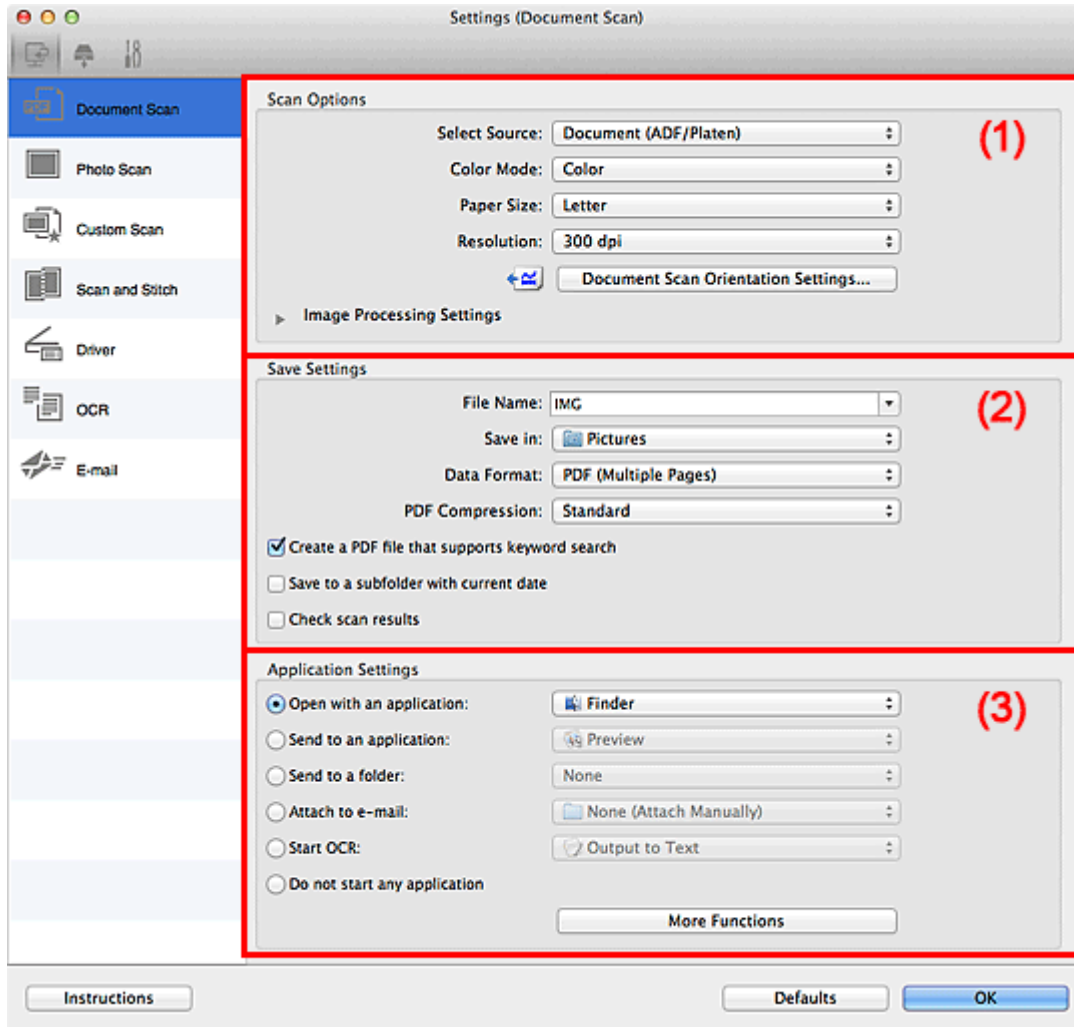 Settings (Document Scan)
PDF Document Scan
Photo Scan
Custom Scan
Scan and Stitch
Driver
OCR
E-mail
Scan Options
(1)
Select Source: Document (ADF/Platen)
Color Mode: Color
Paper Size: Letter
Resolution: 300 dpi
Document Scan Orientation Settings...
Image Processing Settings
Save Settings
(2)
File Name: IMG
Save in: Pictures
Data Format: PDF (Multiple Pages)
PDF Compression: Standard
Create a PDF file that supports keyword search
Save to a subfolder with current date
Check scan results
Application Settings
(3)
Open with an application: Finder
Send to an application: Preview
Send to a folder: None
Attach to e-mail: None (Attach Manually)
Start OCR: Output to Text
Do not start any application
More Functions
Instructions Defaults OK